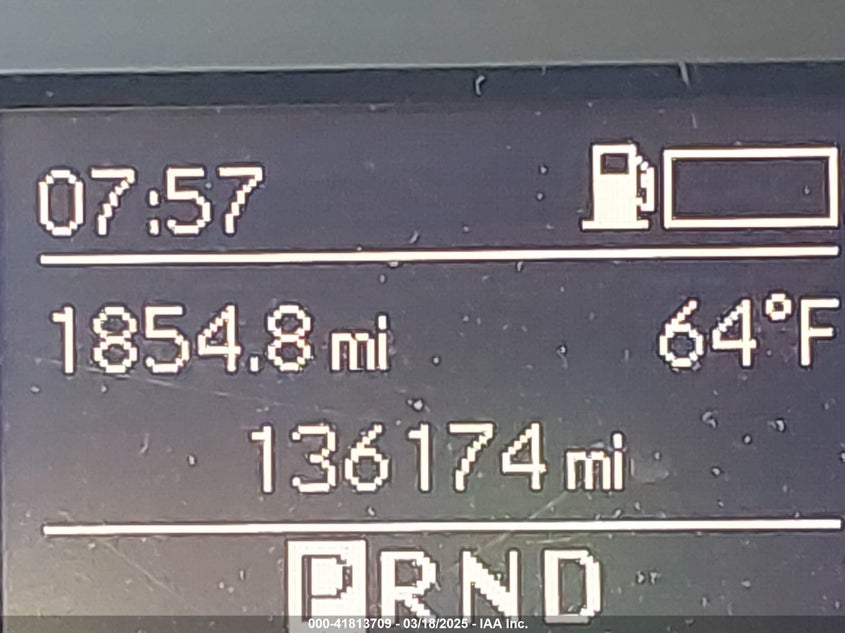 07:57
1854.8 mi 64°F
136174 mi
PRND
000-41813709 - 03/18/2025 - IAA Inc.